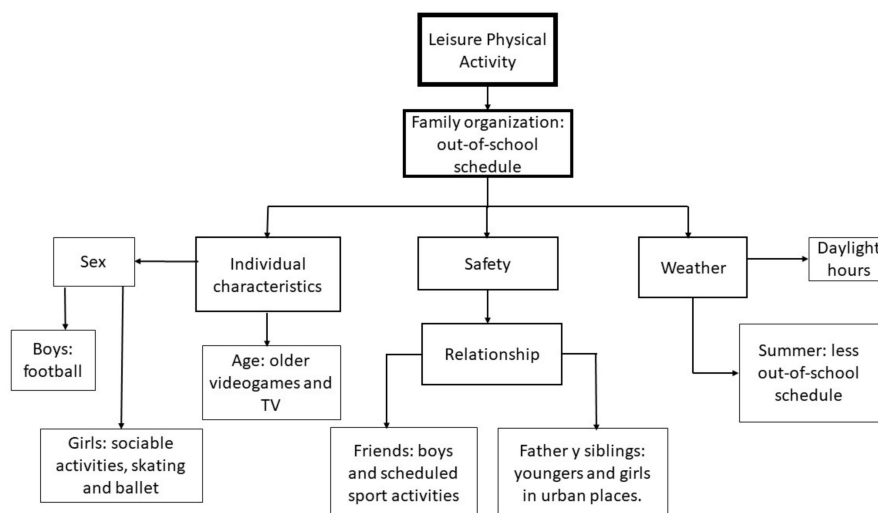 Leisure Physical
Activity
Family organization:
out-of-school
schedule
Sex
Individual
characteristics
Safety
Weather
Daylight
hours
Boys:
football
Age: older
videogames and
TV
Relationship
Summer: less
out-of-school
schedule
Girls: sociable
activities, skating
and ballet
Friends: boys
and scheduled
sport activities
Father y siblings:
youngers and girls
in urban places.